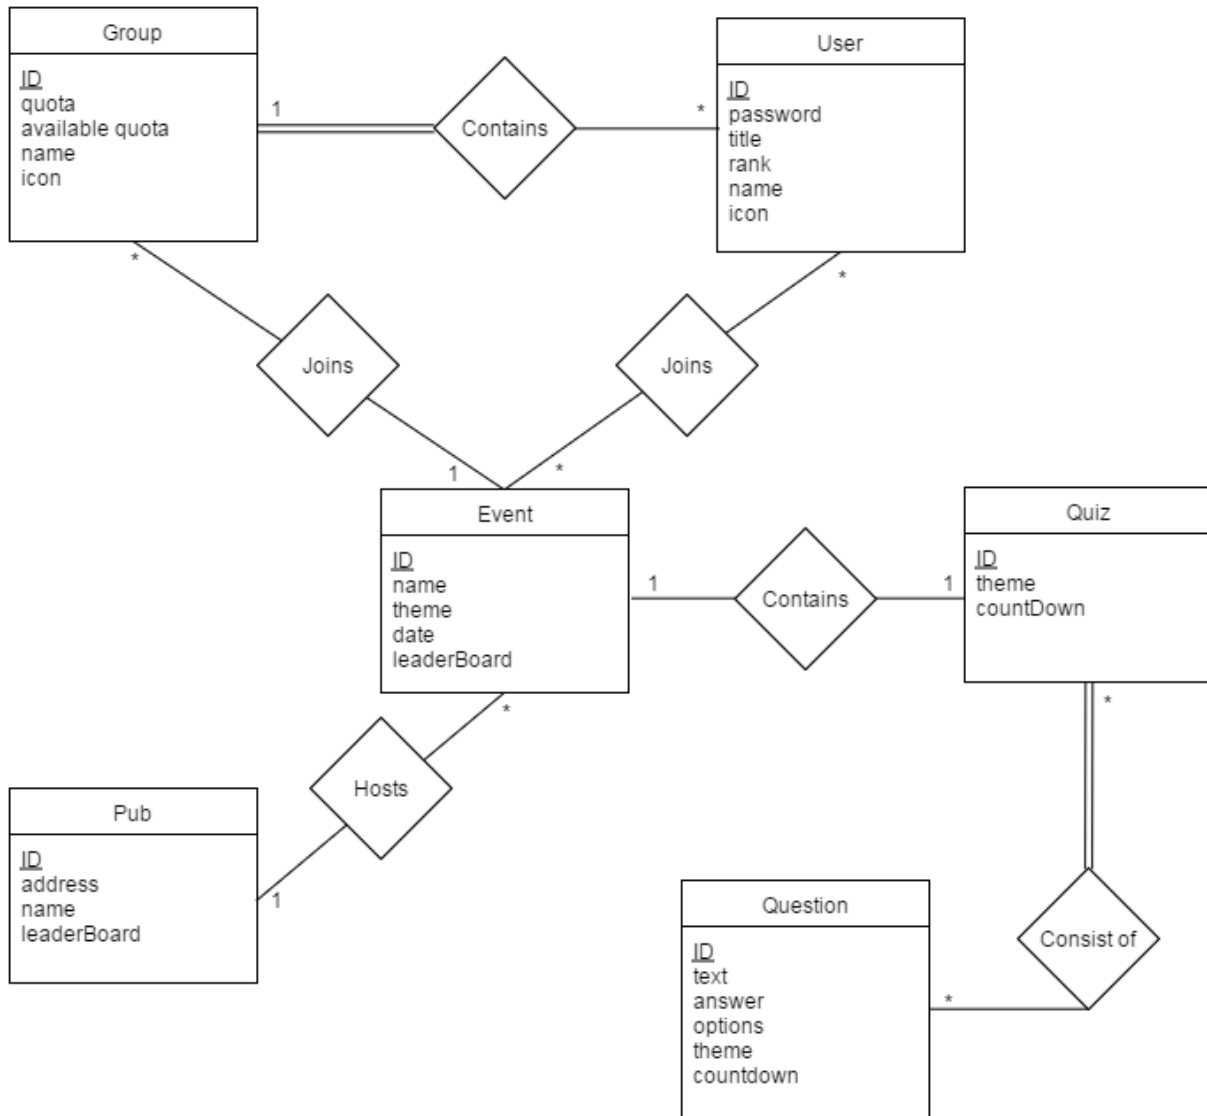 Group
ID
quota
available quota
name
icon
1
Contains
*
User
ID
password
title
rank
name
icon
*
Joins
1
*
Joins
*
Event
ID
name
theme
date
leaderBoard
1
Contains
1
Quiz
ID
theme
countDown
*
Hosts
1
Pub
ID
address
name
leaderBoard
*
Consist of
*
Question
ID
text
answer
options
theme
countdown